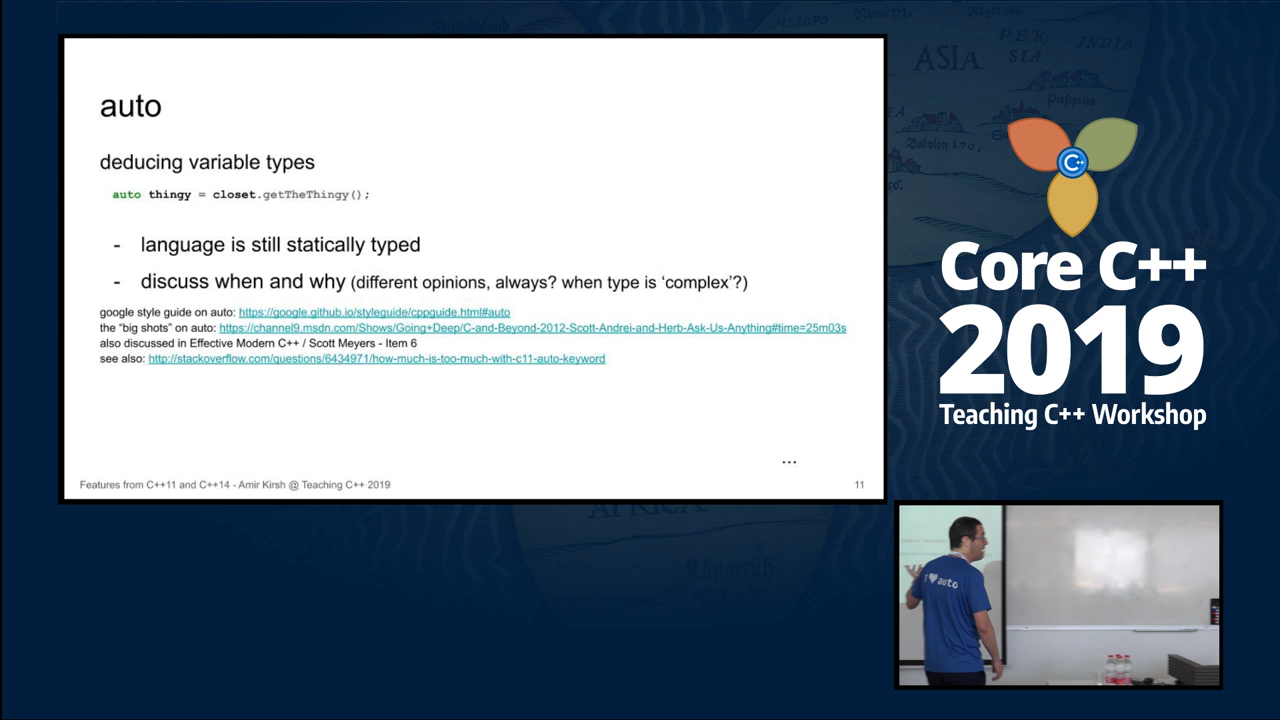 auto
deducing variable types
auto thingy = closet.getTheThingy();
- language is still statically typed
- discuss when and why (different opinions, always? when type is ‘complex’?)
google style guide on auto: https://google.github.io/styleguide/cppguide.html#auto
the “big shots” on auto: https://channel9.msdn.com/Shows/Going+Deep/C-and-Beyond-2012-Scott-Andrei-and-Herb-Ask-Us-Anything#time=25m03s
also discussed in Effective Modern C++ / Scott Meyers - Item 6
see also: http://stackoverflow.com/questions/6434971/how-much-is-too-much-with-c11-auto-keyword
...
Features from C++11 and C++14 - Amir Kirsh @ Teaching C++ 2019
11
MESOPO
ASIA
PER
SIA
INDIA
Persepolis
Babylon
AFRICA
C++
Core C++
2019
Teaching C++ Workshop
I ♥ auto